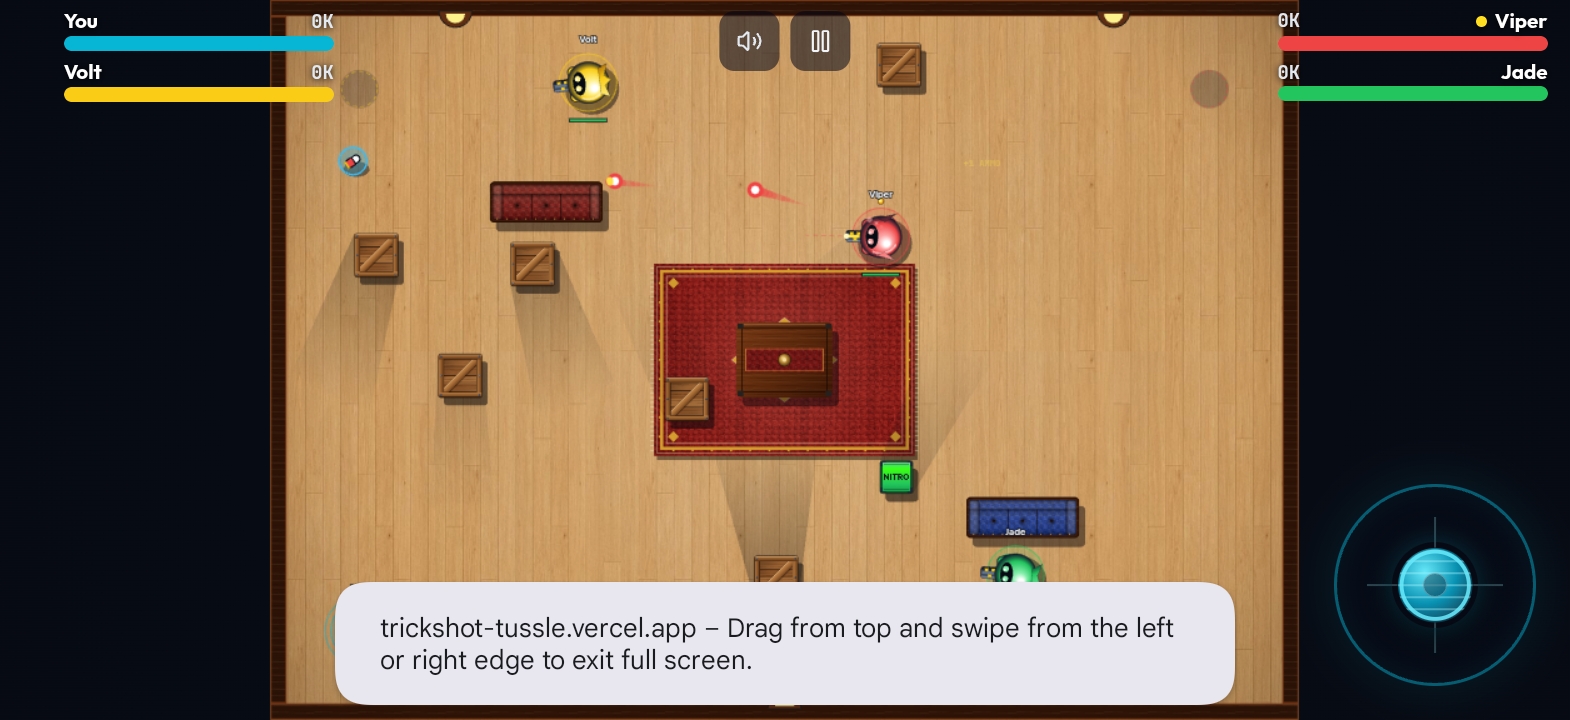 You 0K
Volt 0K
0K Viper
0K Jade
Volt
Viper
NITRO
Jade
trickshot-tussle.vercel.app – Drag from top and swipe from the left
or right edge to exit full screen.